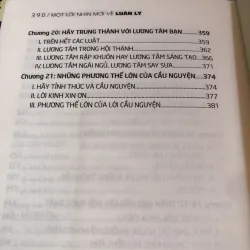 390 / MỘT LỐI NHÌN MỚI VỀ LUÂN LÝ
Chương 20: HÃY TRUNG THÀNH VỚI LƯƠNG TÂM BẠN ....359
I. TRÊN HẾT CÁC LUẬT....359
II. LƯƠNG TÂM TRONG HỘI THÁNH....362
III. LƯƠNG TÂM RẬP KHUÔN HAY LƯƠNG TÂM SÁNG TẠO...366
IV. LƯƠNG TÂM NGÁI NGỦ, LƯƠNG TÂM SAY SƯA....371
Chương 21: NHỮNG PHƯƠNG THẾ LỚN CỦA CẦU NGUYỆN....374
I. HÃY TỈNH THỨC VÀ CẦU NGUYỆN....374
II. LỜI KINH XIN ƠN....377
III. PHƯƠNG THẾ LỚN CỦA LỜI CẦU NGUYỆN....381